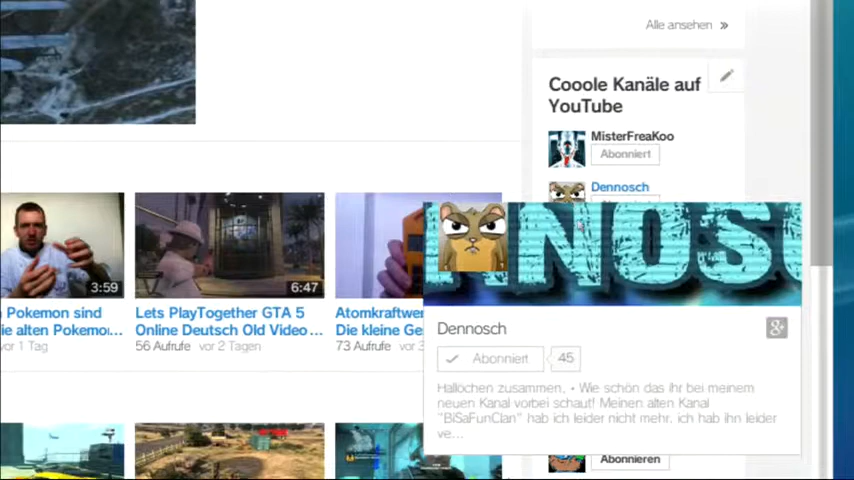 Alle ansehen »
Cooole Kanäle auf
YouTube
MisterFreaKoo
Abonniert
Dennosch
NOS
3:59
6:47
Pokemon sind
ie alten Pokemo...
vor 1 Tag
Lets PlayTogether GTA 5
Online Deutsch Old Video...
56 Aufrufe vor 2 Tagen
Atomkraftwer
Die kleine Ge
73 Aufrufe vor 3
Dennosch
Abonniert 45
Hallöchen zusammen, • Wie schön das ihr bei meinem
neuen Kanal vorbei schaut! Meinen alten Kanal
"BiSaFunClan" hab ich leider nicht mehr, ich hab ihn leider
ve...
Abonnieren